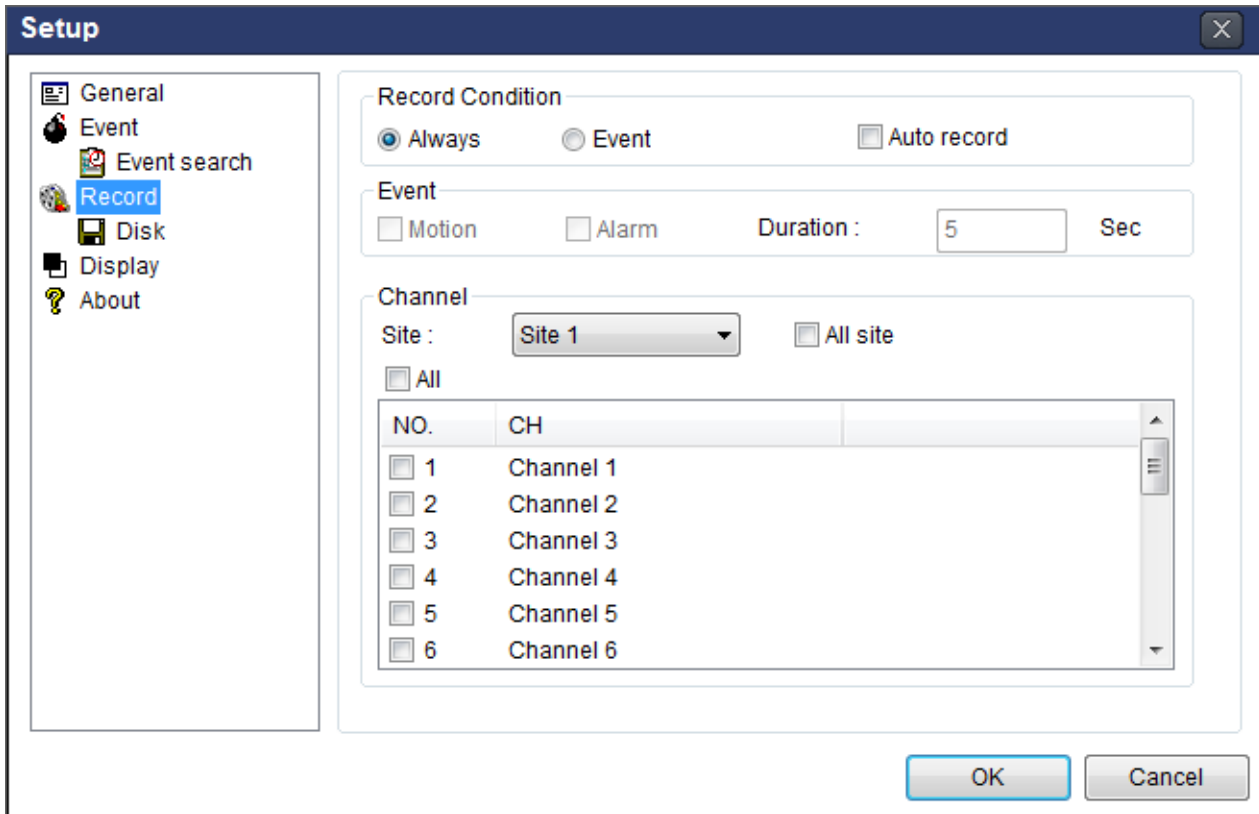 Setup
General
Event
Event search
Record
Disk
Display
About
Record Condition
Always Event Auto record
Event
Motion Alarm Duration : 5 Sec
Channel
Site : Site 1 All site
All
NO. CH
1 Channel 1
2 Channel 2
3 Channel 3
4 Channel 4
5 Channel 5
6 Channel 6
OK Cancel